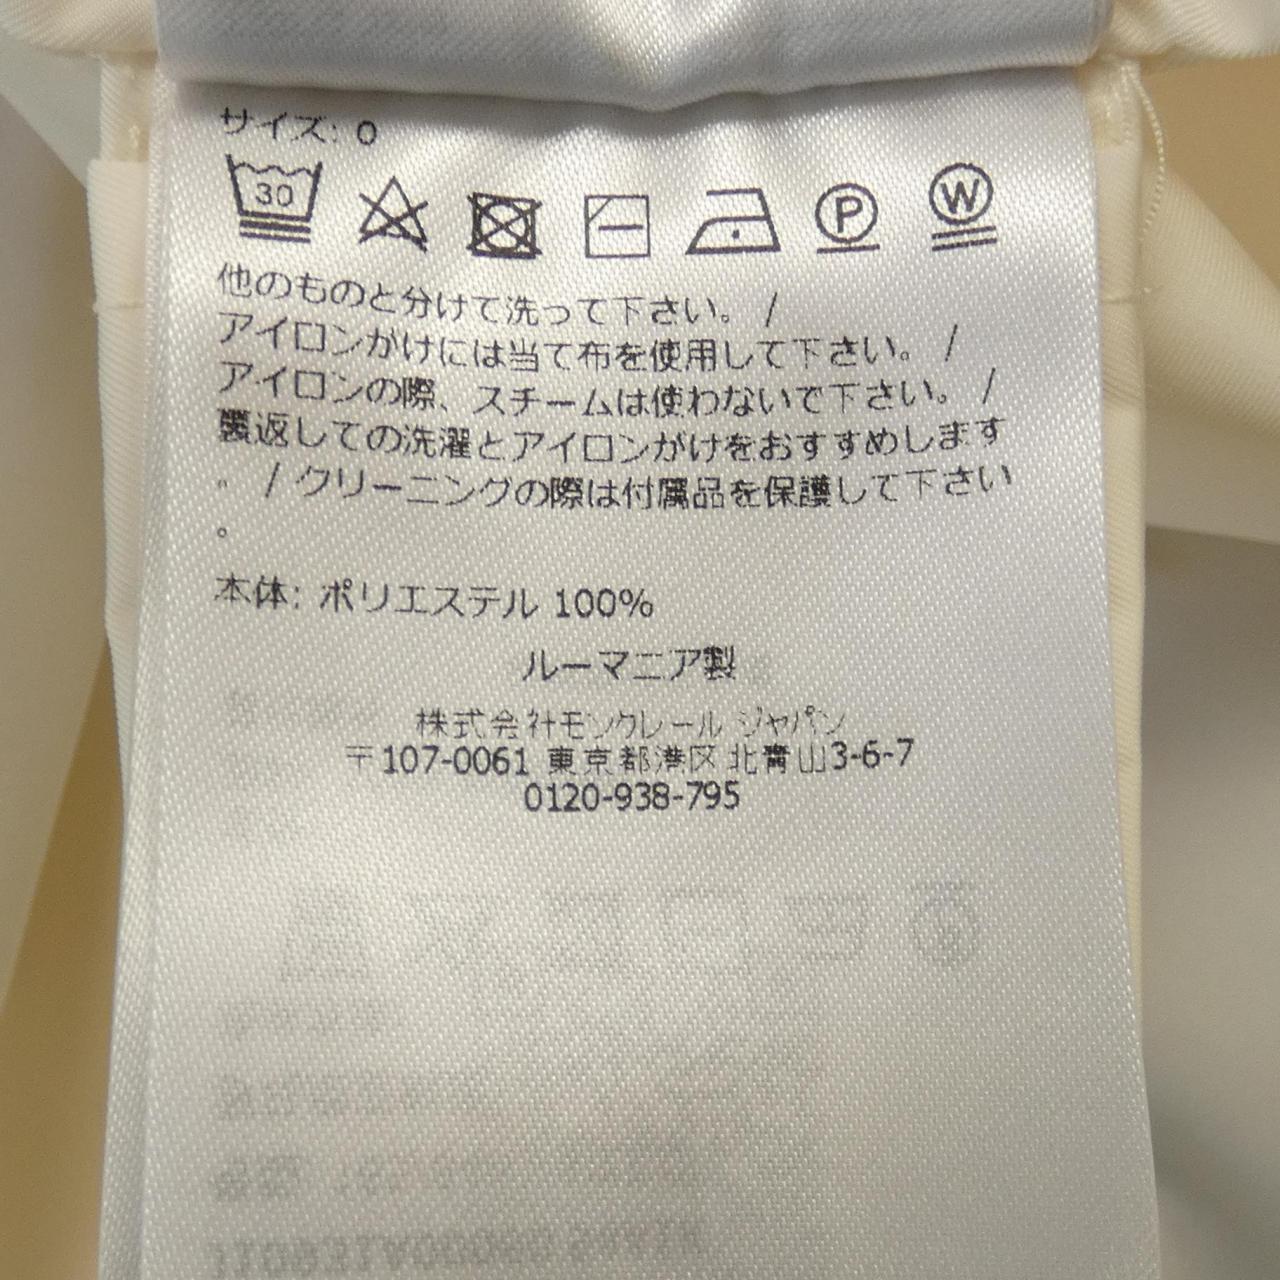 サイズ: 0
30
P W
他のものと分けて洗って下さい。 /
アイロンがけには当て布を使用して下さい。 /
アイロンの際、スチームは使わないで下さい。 /
裏返しての洗濯とアイロンがけをおすすめします
。 / クリーニングの際は付属品を保護して下さい
。
本体: ポリエステル 100%
ルーマニア製
株式会社モンクレール ジャパン
〒107-0061 東京都港区 北青山3-6-7
0120-938-795